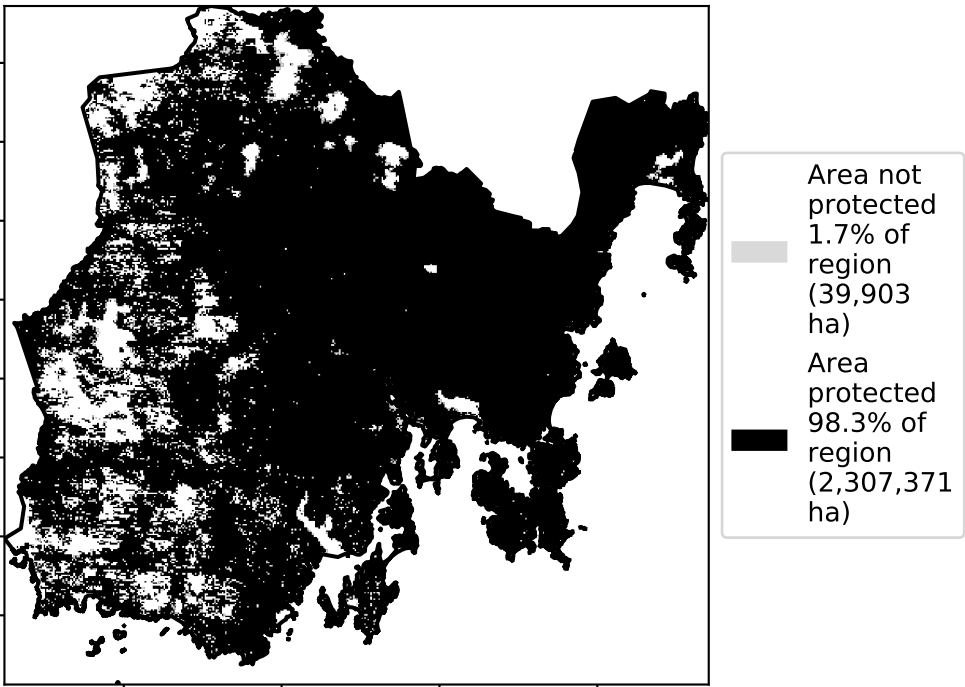 Area not
protected
1.7% of
region
(39,903
ha)
Area
protected
98.3% of
region
(2,307,371
ha)